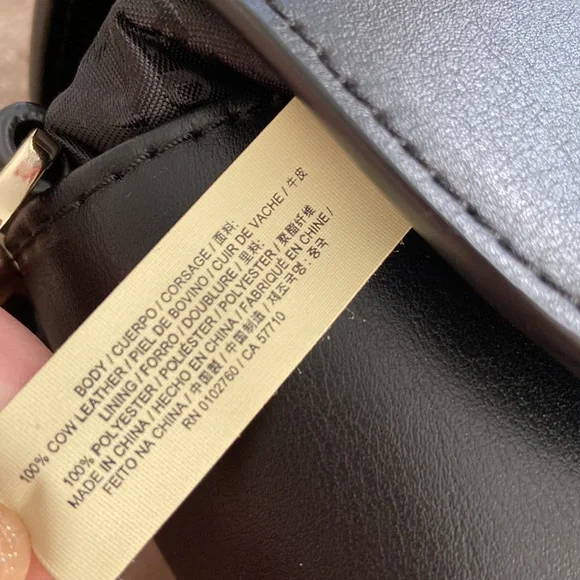 BODY / CUERPO / CORSAGE / 面料:
100% COW LEATHER / PIEL DE BOVINO / CUIR DE VACHE / 牛皮
LINING / FORRO / DOUBLURE / 里料:
100% POLYESTER / POLIÉSTER / POLYESTER / 聚酯纤维
MADE IN CHINA / HECHO EN CHINA / FABRIQUÉ EN CHINE /
FEITO NA CHINA / 中國製 / 中国制造 / 제조국명: 중국
RN 0102760 / CA 57710